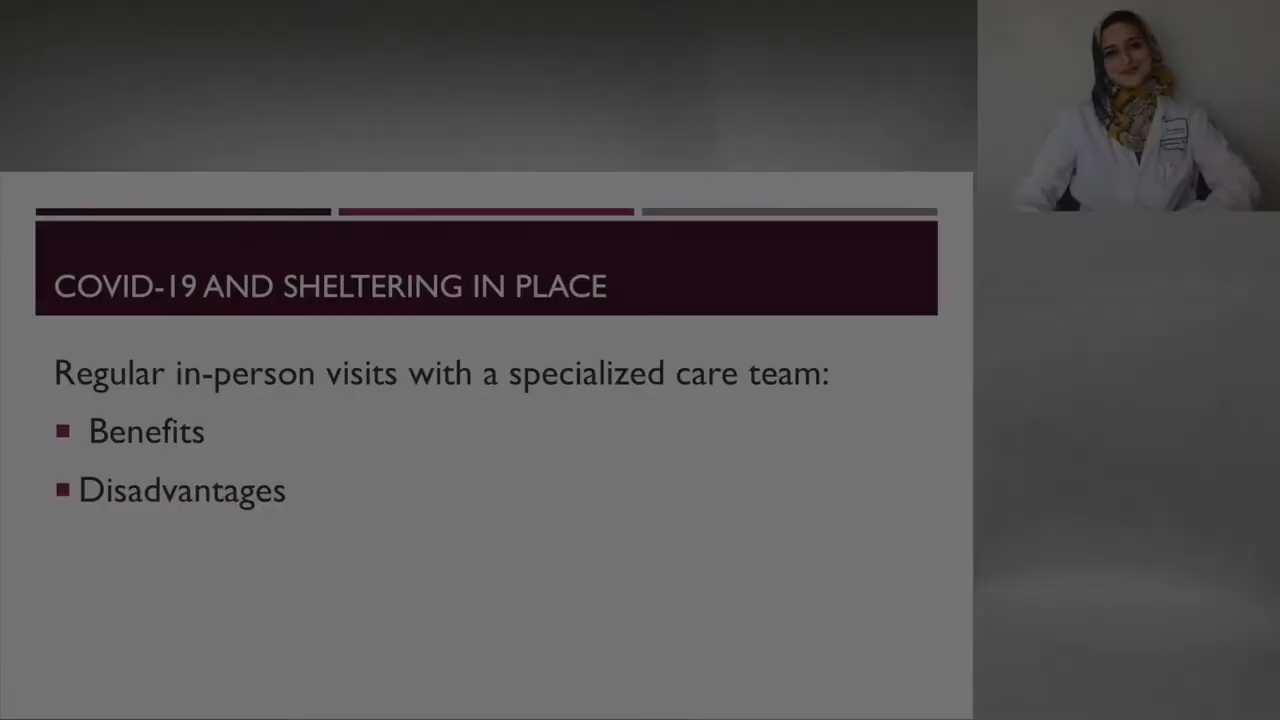 COVID-19 AND SHELTERING IN PLACE
Regular in-person visits with a specialized care team:
Benefits
Disadvantages